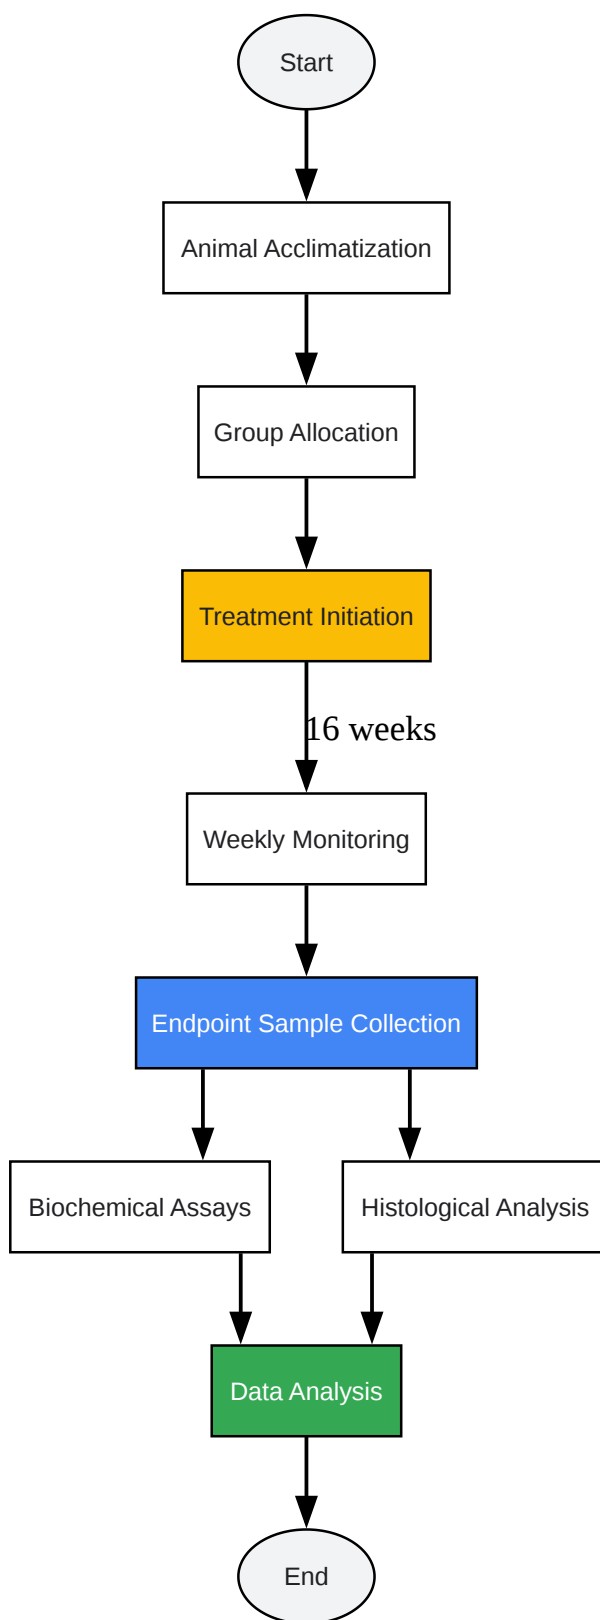 Start
Animal Acclimatization
Group Allocation
Treatment Initiation
16 weeks
Weekly Monitoring
Endpoint Sample Collection
Biochemical Assays
Histological Analysis
Data Analysis
End